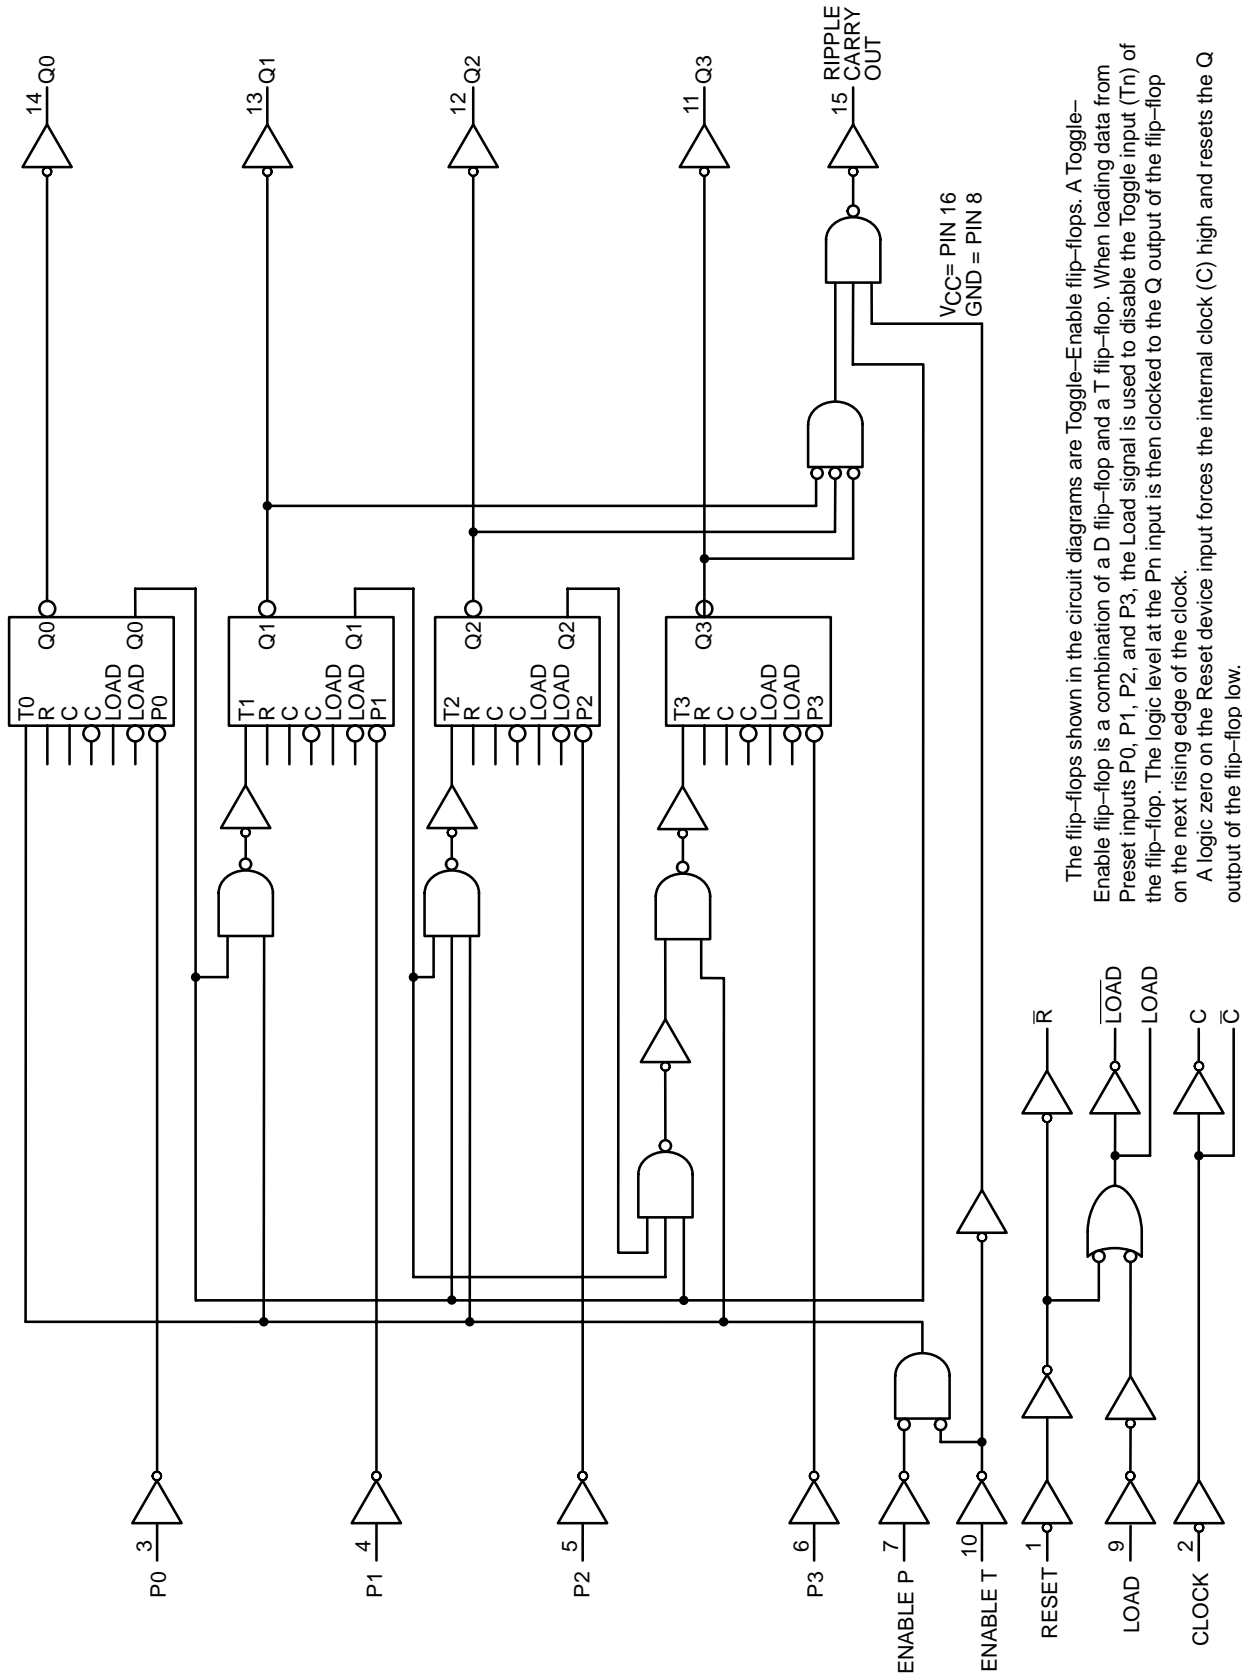 P0
3
P1
4
P2
5
P3
6
ENABLE P
7
ENABLE T
10
RESET
1
LOAD
9
CLOCK
2
T0
R
C
C
LOAD
LOAD
P0
Q0
Q0
T1
R
C
C
LOAD
LOAD
P1
Q1
Q1
T2
R
C
C
LOAD
LOAD
P2
Q2
Q2
T3
R
C
C
LOAD
LOAD
P3
Q3
14
Q0
13
Q1
12
Q2
11
Q3
15
RIPPLE
CARRY
OUT
VCC= PIN 16
GND = PIN 8
R̅
L̅O̅A̅D̅
LOAD
C
C̅
The flip–flops shown in the circuit diagrams are Toggle–Enable flip–flops. A Toggle–
Enable flip–flop is a combination of a D flip–flop and a T flip–flop. When loading data from
Preset inputs P0, P1, P2, and P3, the Load signal is used to disable the Toggle input (Tn) of
the flip–flop. The logic level at the Pn input is then clocked to the Q output of the flip–flop
on the next rising edge of the clock.
A logic zero on the Reset device input forces the internal clock (C) high and resets the Q
output of the flip–flop low.